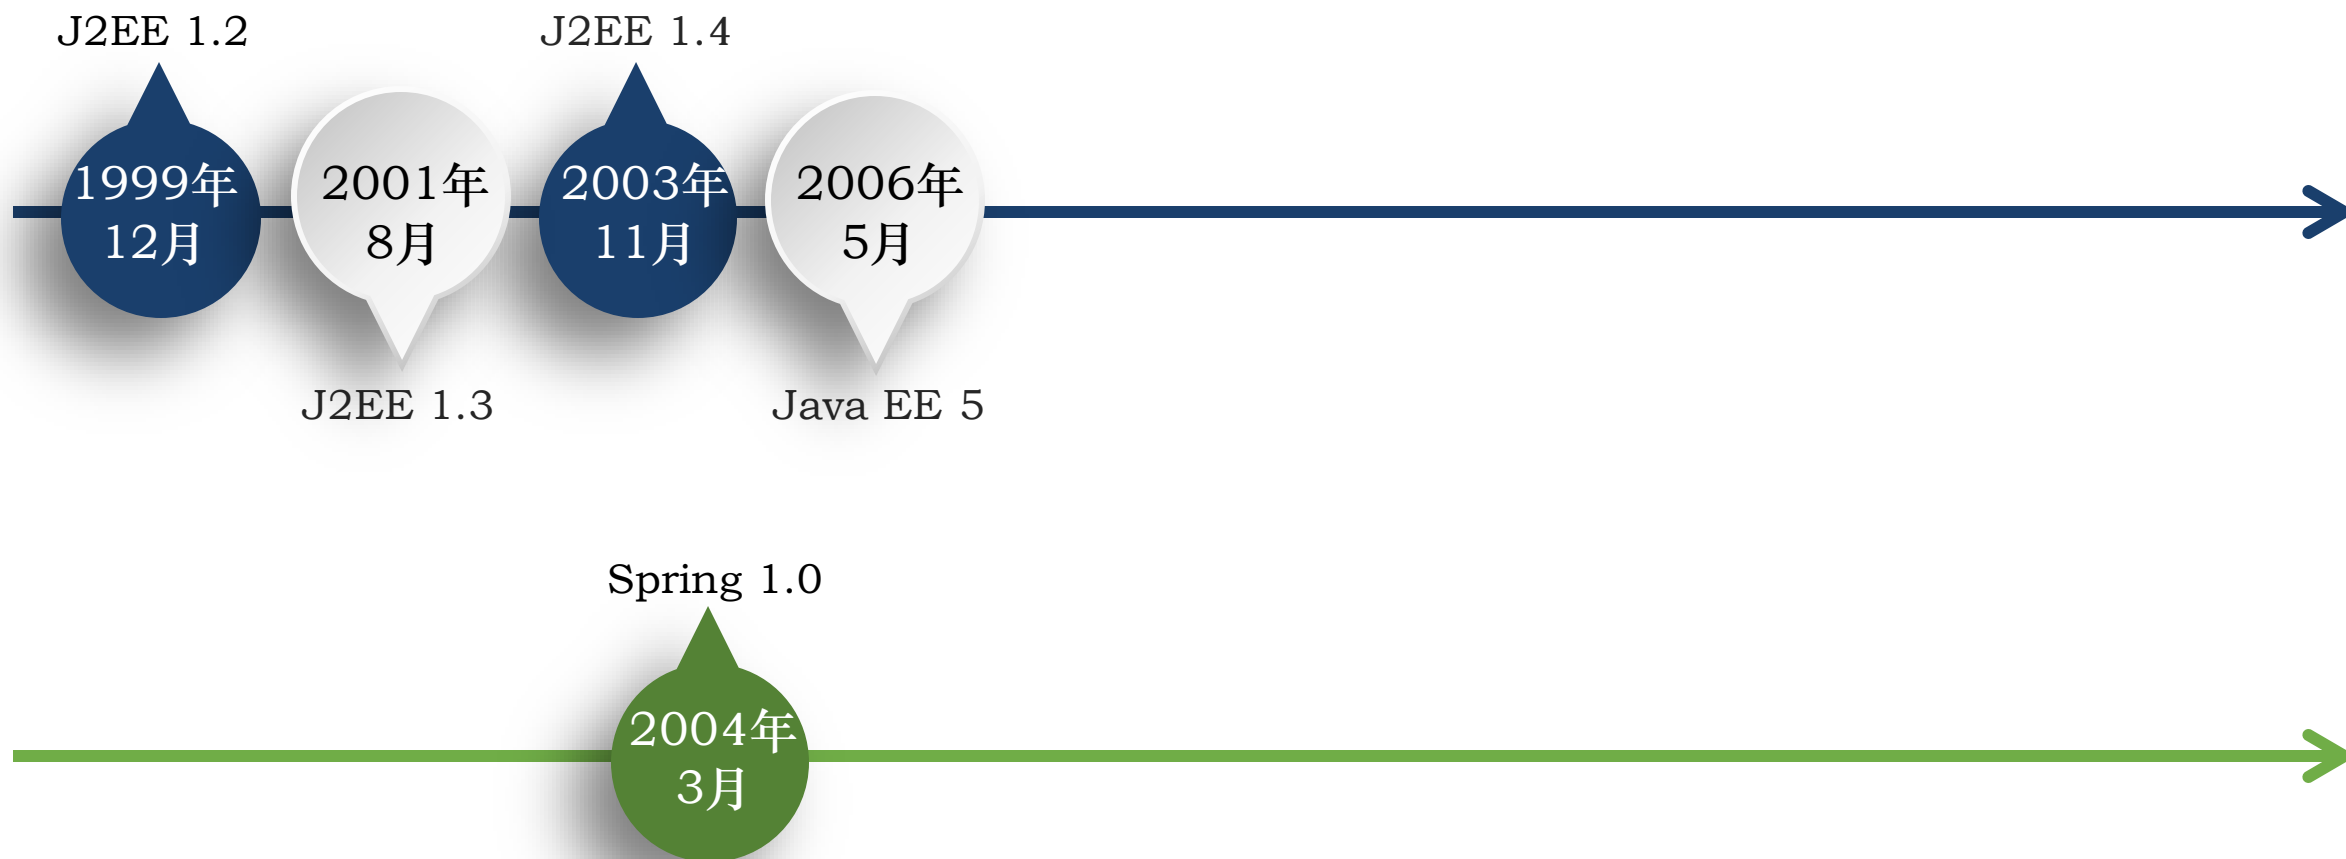 J2EE 1.2
J2EE 1.4
1999年
12月
2001年
8月
2003年
11月
2006年
5月
J2EE 1.3
Java EE 5
Spring 1.0
2004年
3月